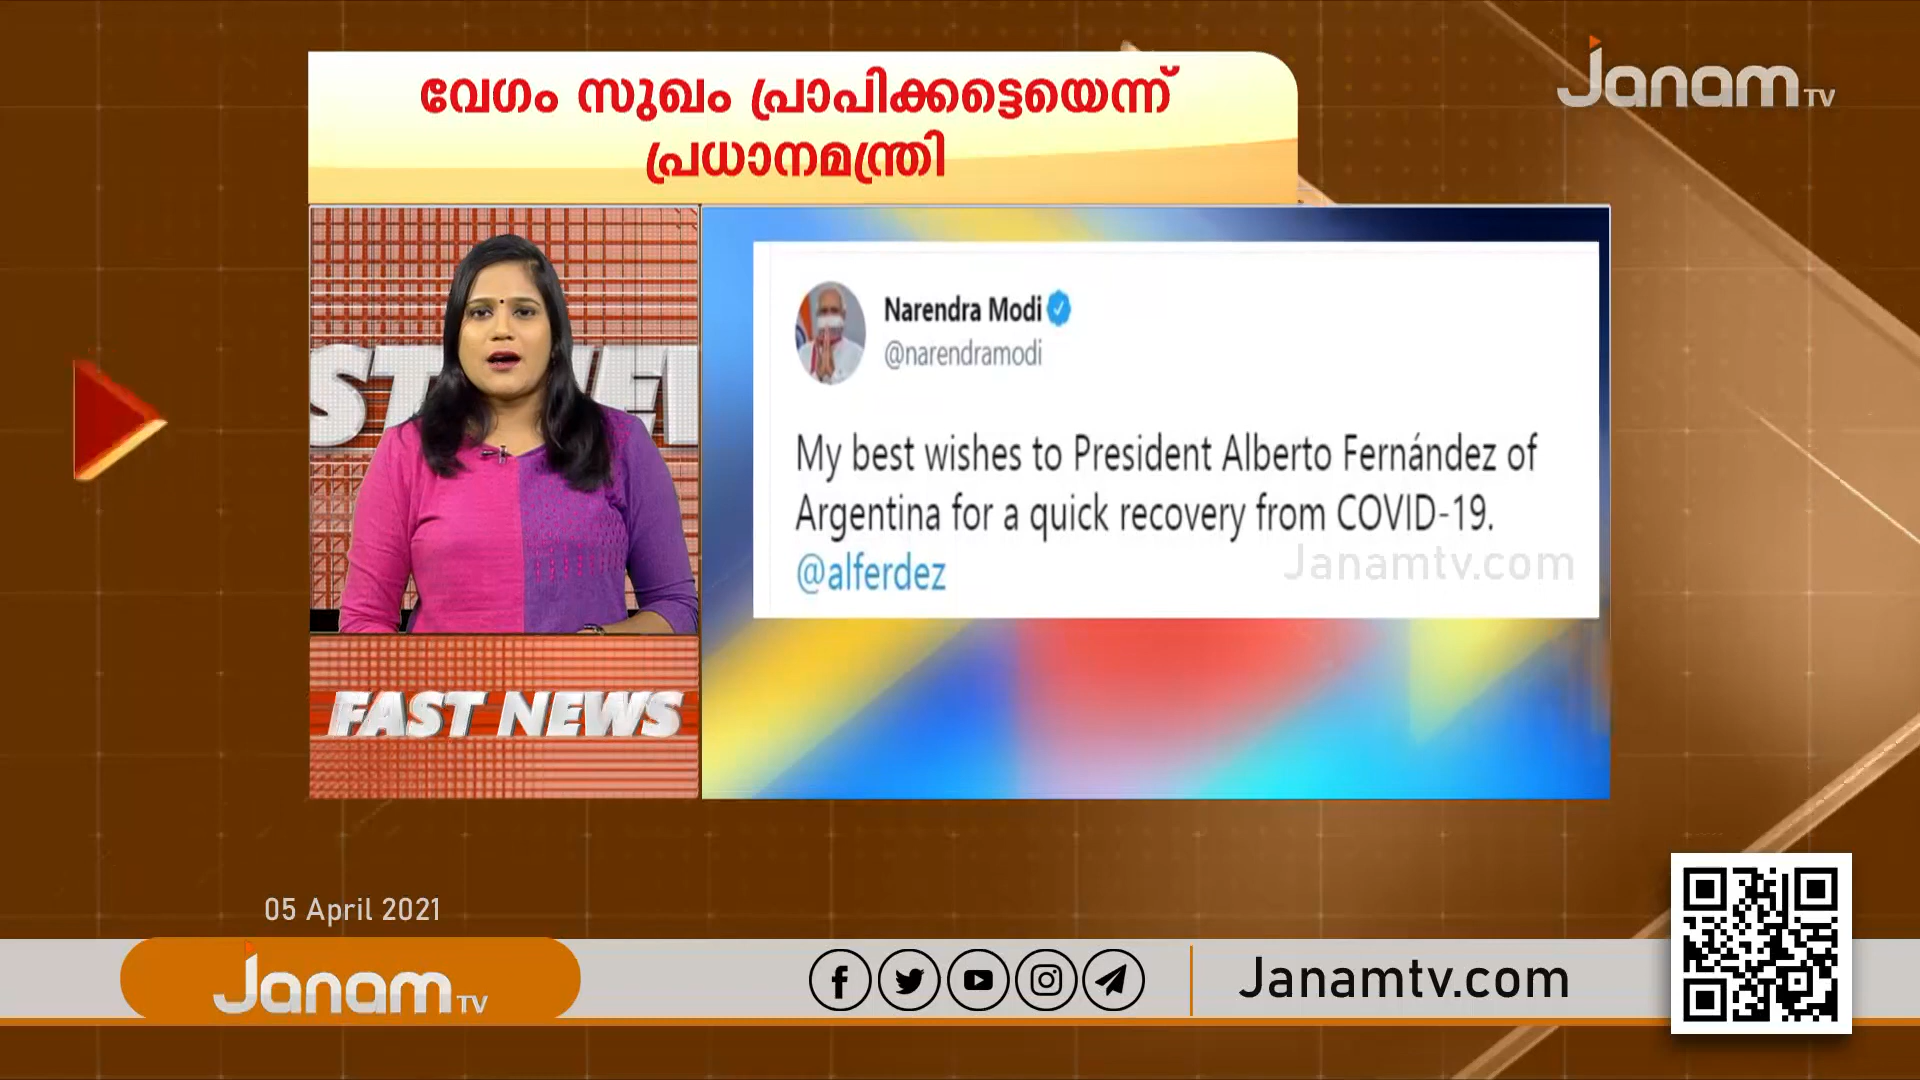 വേഗം സുഖം പ്രാപിക്കട്ടെയെന്ന്
പ്രധാനമന്ത്രി
Janam TV
Narendra Modi
@narendramodi
My best wishes to President Alberto Fernández of
Argentina for a quick recovery from COVID-19.
@alferdez
Janamtv.com
FAST NEWS
05 April 2021
Janam TV
Janamtv.com